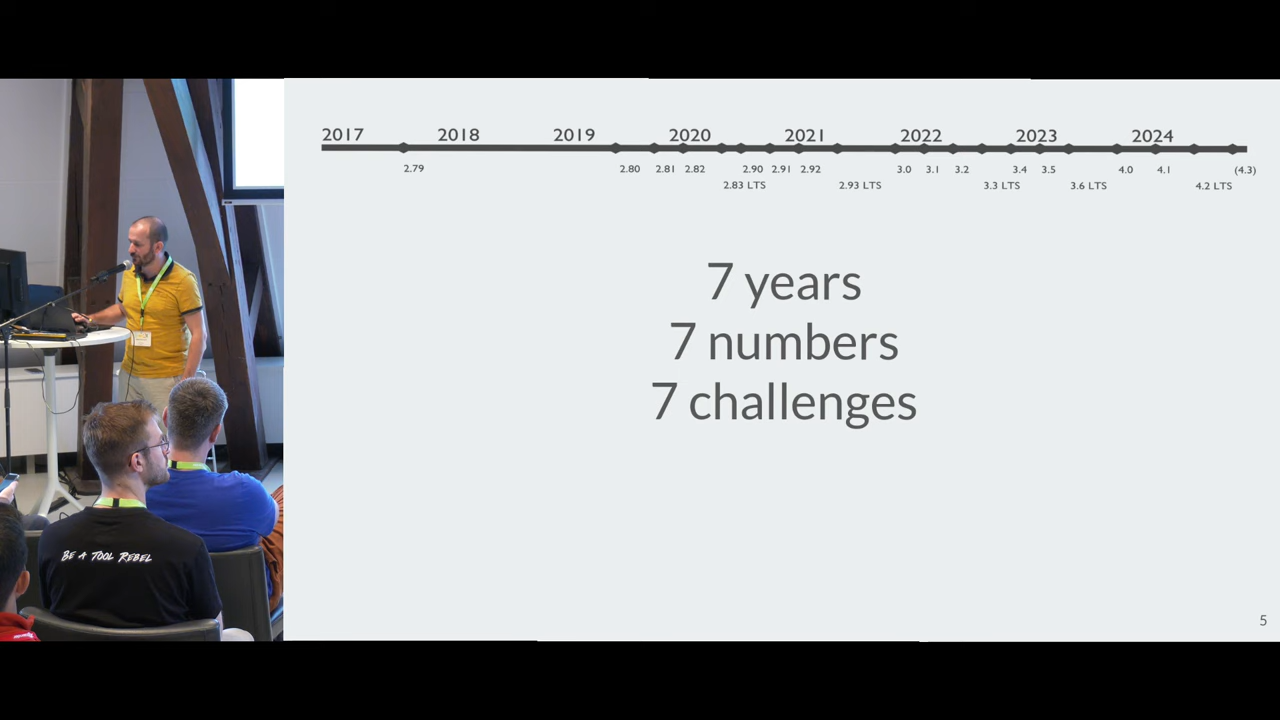 2017 2018 2019 2020 2021 2022 2023 2024
2.79 2.80 2.81 2.82 2.90 2.91 2.92 3.0 3.1 3.2 3.4 3.5 4.0 4.1 (4.3)
2.83 LTS 2.93 LTS 3.3 LTS 3.6 LTS 4.2 LTS
7 years
7 numbers
7 challenges
BE A TOOL REBEL
5